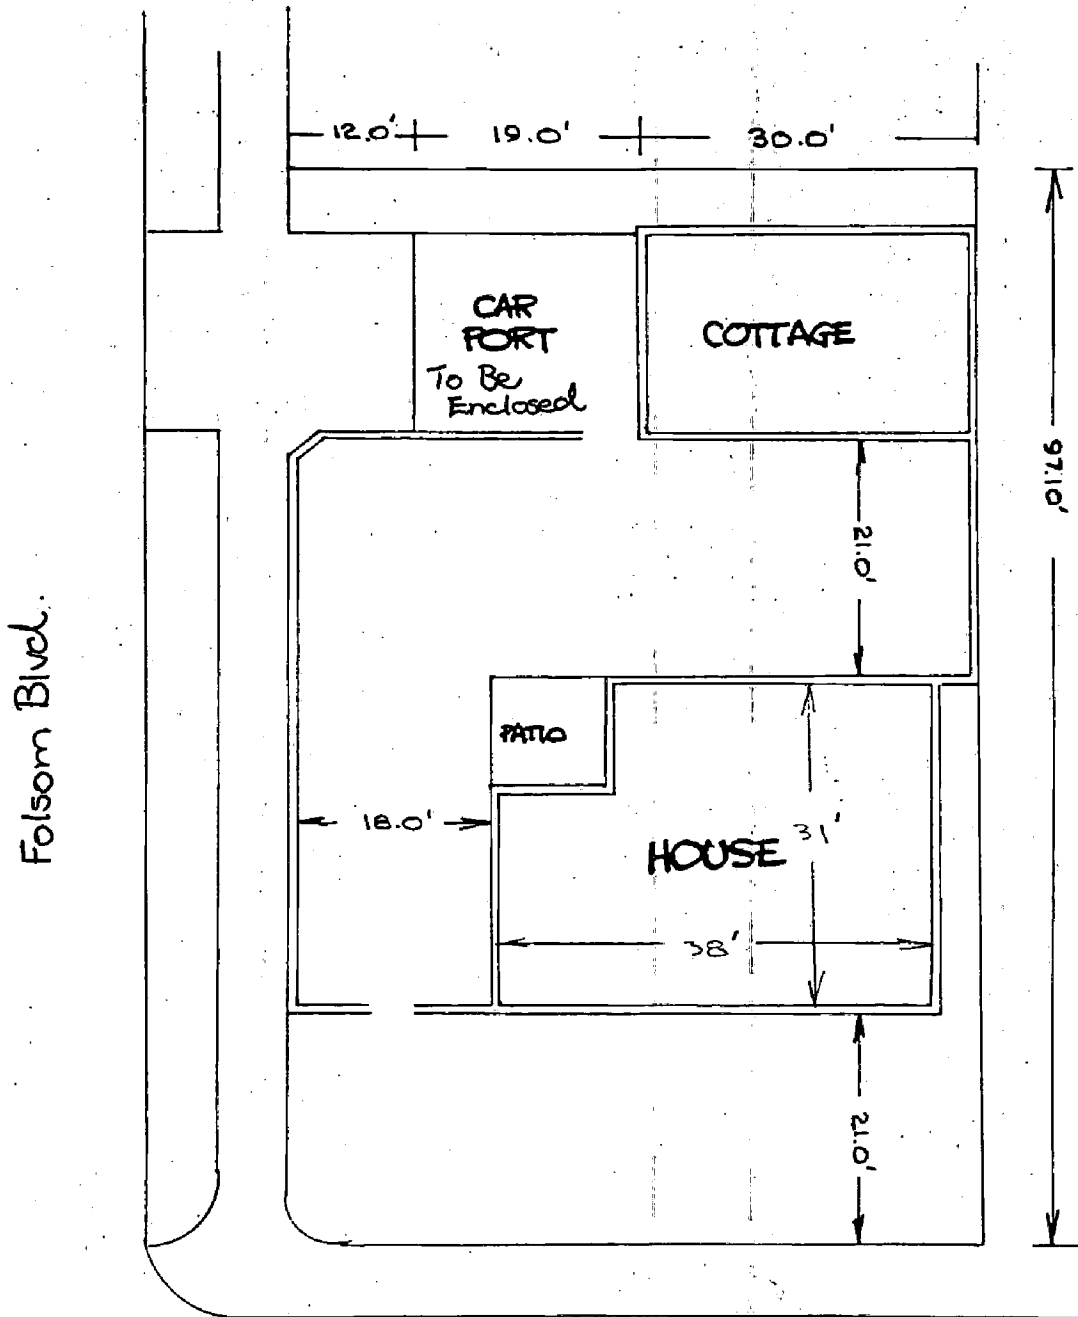 12.0'
19.0'
30.0'
CAR
PORT
To Be
Enclosed
COTTAGE
97.10'
21.0'
Folsom Blvd.
PATIO
18.0'
31'
HOUSE
38'
21.0'